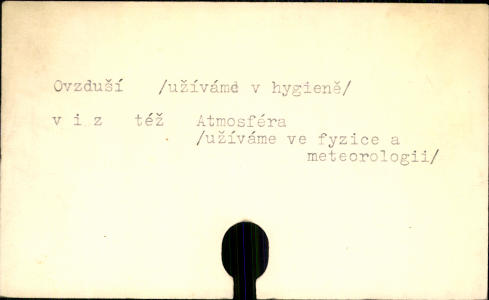 Ovzduší /užíváme v hygieně/
v i z též Atmosféra
/užíváme ve fyzice a
meteorologii/